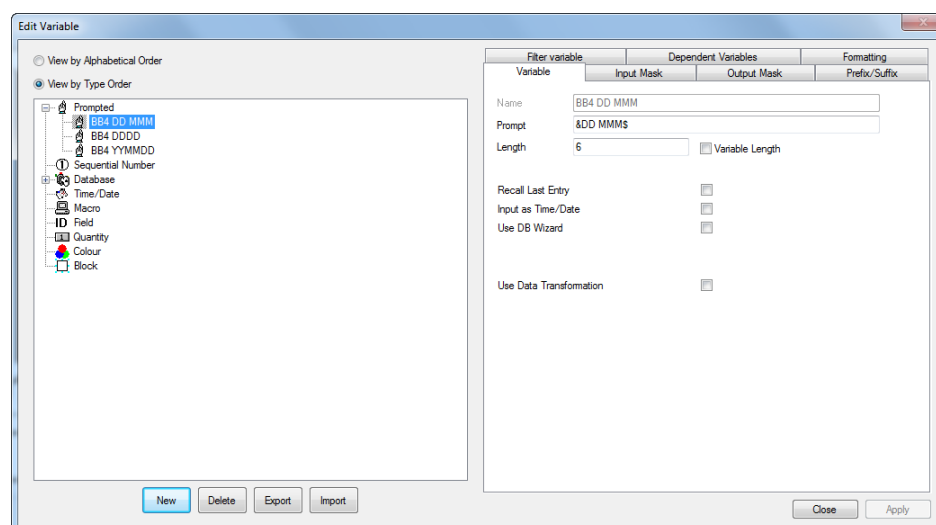 Edit Variable
View by Alphabetical Order
View by Type Order
Prompted
BB4 DD MMM
BB4 DDDD
BB4 YYMMDD
1 Sequential Number
Database
Time/Date
Macro
ID Field
1 Quantity
Colour
Block
New Delete Export Import
Filter variable Dependent Variables Formatting
Variable Input Mask Output Mask Prefix/Suffix
Name BB4 DD MMM
Prompt &DD MMM$
Length 6 Variable Length
Recall Last Entry
Input as Time/Date
Use DB Wizard
Use Data Transformation
Close Apply